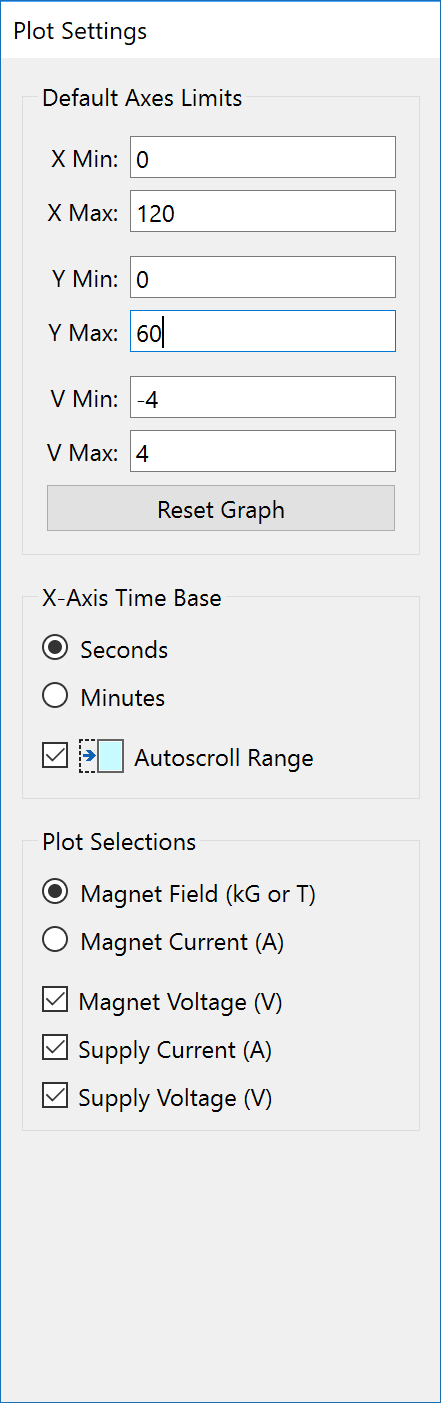 Plot Settings
Default Axes Limits
X Min: 0
X Max: 120
Y Min: 0
Y Max: 60
V Min: -4
V Max: 4
Reset Graph
X-Axis Time Base
Seconds
Minutes
Autoscroll Range
Plot Selections
Magnet Field (kG or T)
Magnet Current (A)
Magnet Voltage (V)
Supply Current (A)
Supply Voltage (V)